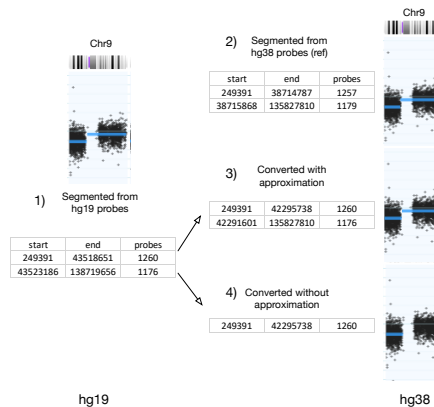 Chr9
1) Segmented from
hg19 probes
start end probes
249391 43518651 1260
43523186 138719656 1176
hg19
2) Segmented from
hg38 probes (ref)
start end probes
249391 38714787 1257
38715868 135827810 1179
3) Converted with
approximation
249391 42295738 1260
42291601 135827810 1176
4) Converted without
approximation
249391 42295738 1260
Chr9
hg38